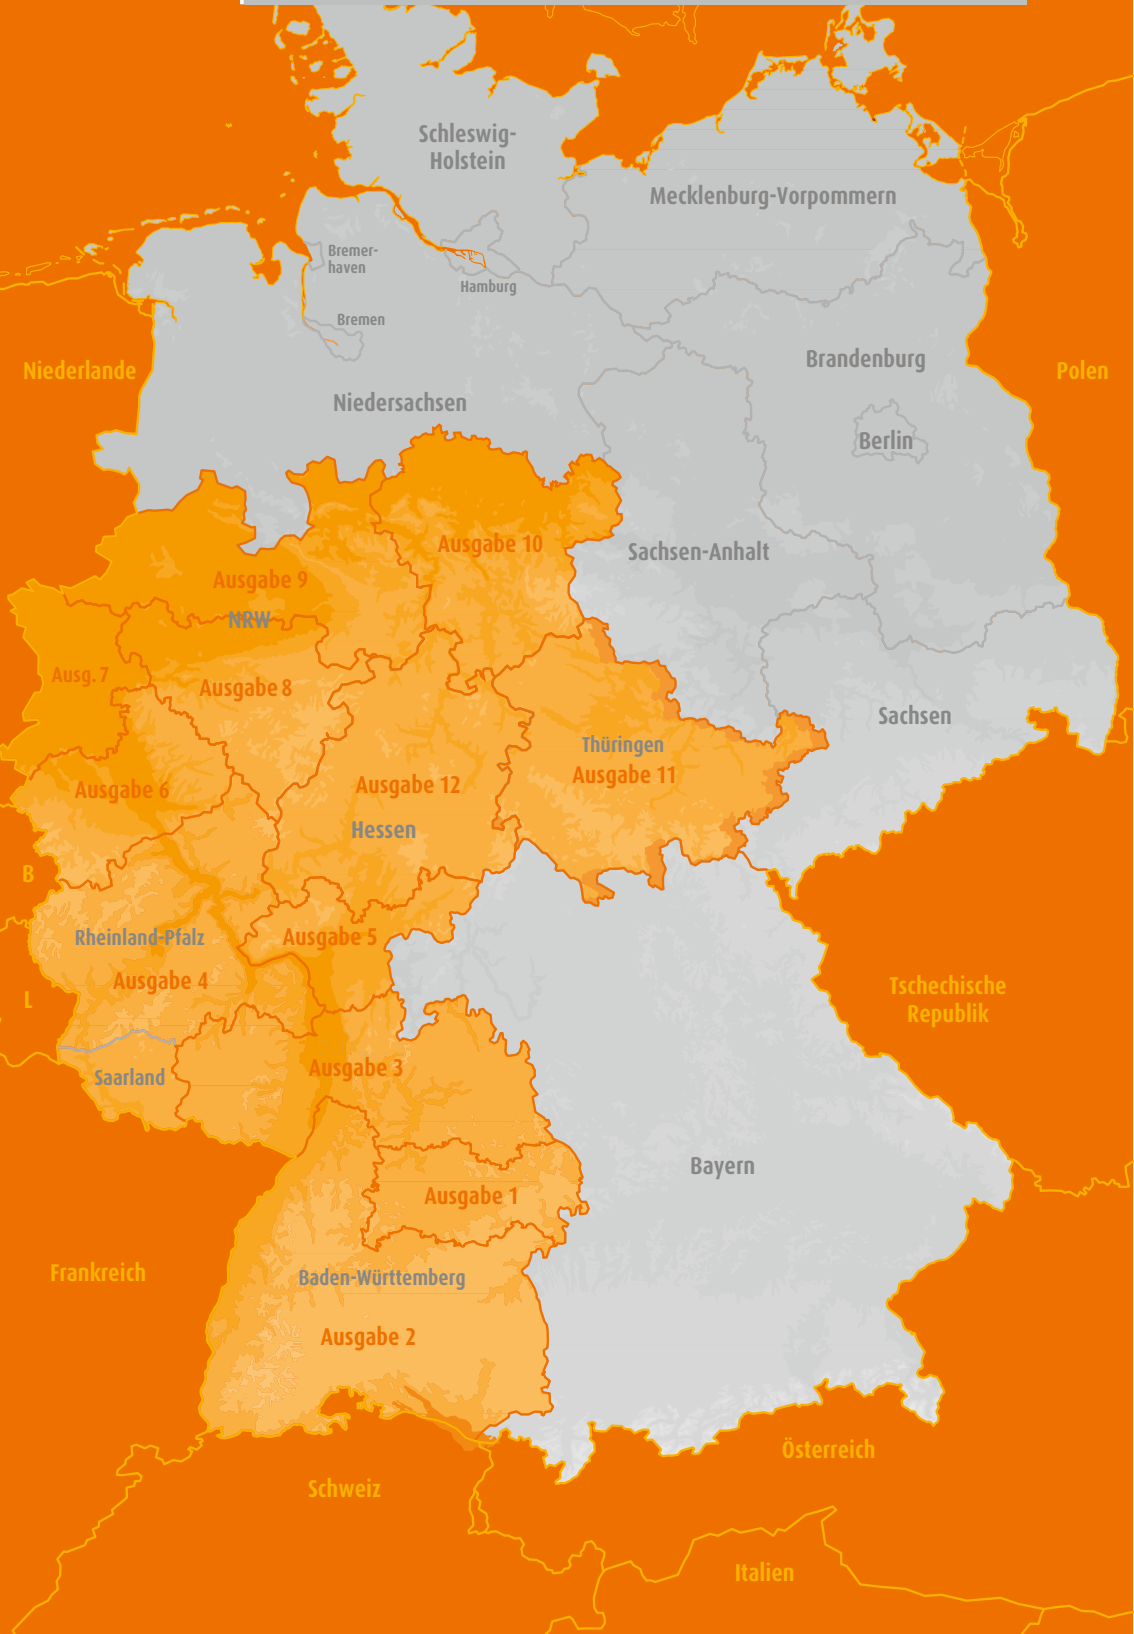 Schleswig-
Holstein
Mecklenburg-Vorpommern
Bremer-
haven
Hamburg
Bremen
Niederlande
Brandenburg
Polen
Niedersachsen
Berlin
Ausgabe 10
Sachsen-Anhalt
Ausgabe 9
NRW
Ausg. 7
Ausgabe 8
Sachsen
Thüringen
Ausgabe 11
Ausgabe 12
Ausgabe 6
Hessen
B
Rheinland-Pfalz
Ausgabe 5
Ausgabe 4
L
Tschechische
Republik
Ausgabe 3
Saarland
Bayern
Ausgabe 1
Frankreich
Baden-Württemberg
Ausgabe 2
Österreich
Schweiz
Italien